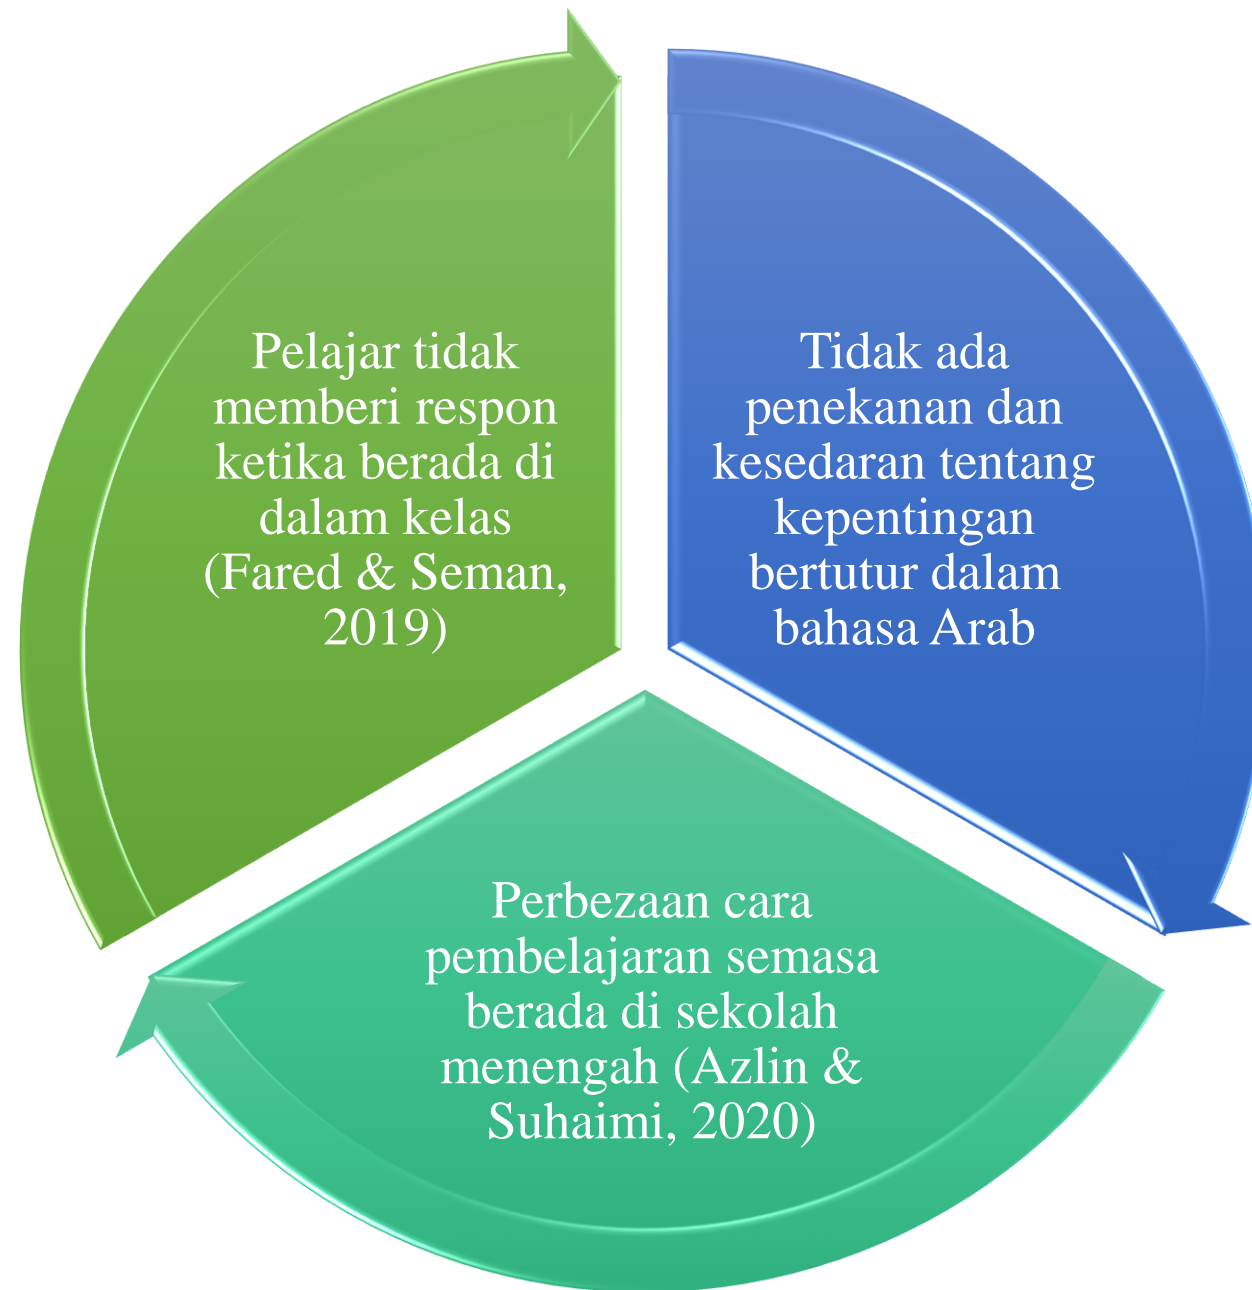 Pelajar tidak
memberi respon
ketika berada di
dalam kelas
(Fared & Seman,
2019)
Tidak ada
penekanan dan
kesedaran tentang
kepentingan
bertutur dalam
bahasa Arab
Perbezaan cara
pembelajaran semasa
berada di sekolah
menengah (Azlin &
Suhaimi, 2020)